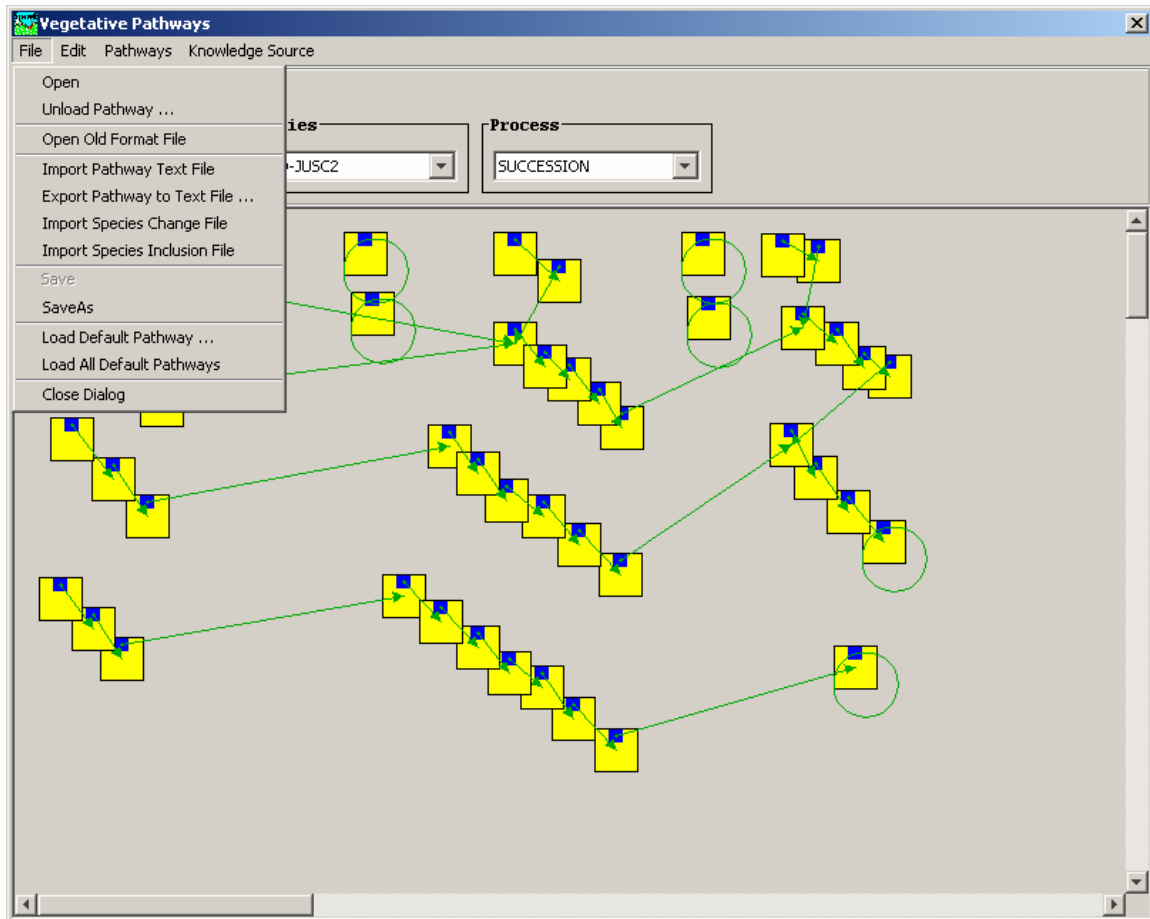 Vegetative Pathways
File Edit Pathways Knowledge Source
Open
Unload Pathway ...
Open Old Format File
Import Pathway Text File
Export Pathway to Text File ...
Import Species Change File
Import Species Inclusion File
Save
SaveAs
Load Default Pathway ...
Load All Default Pathways
Close Dialog
ies
-JUSC2
Process
SUCCESSION